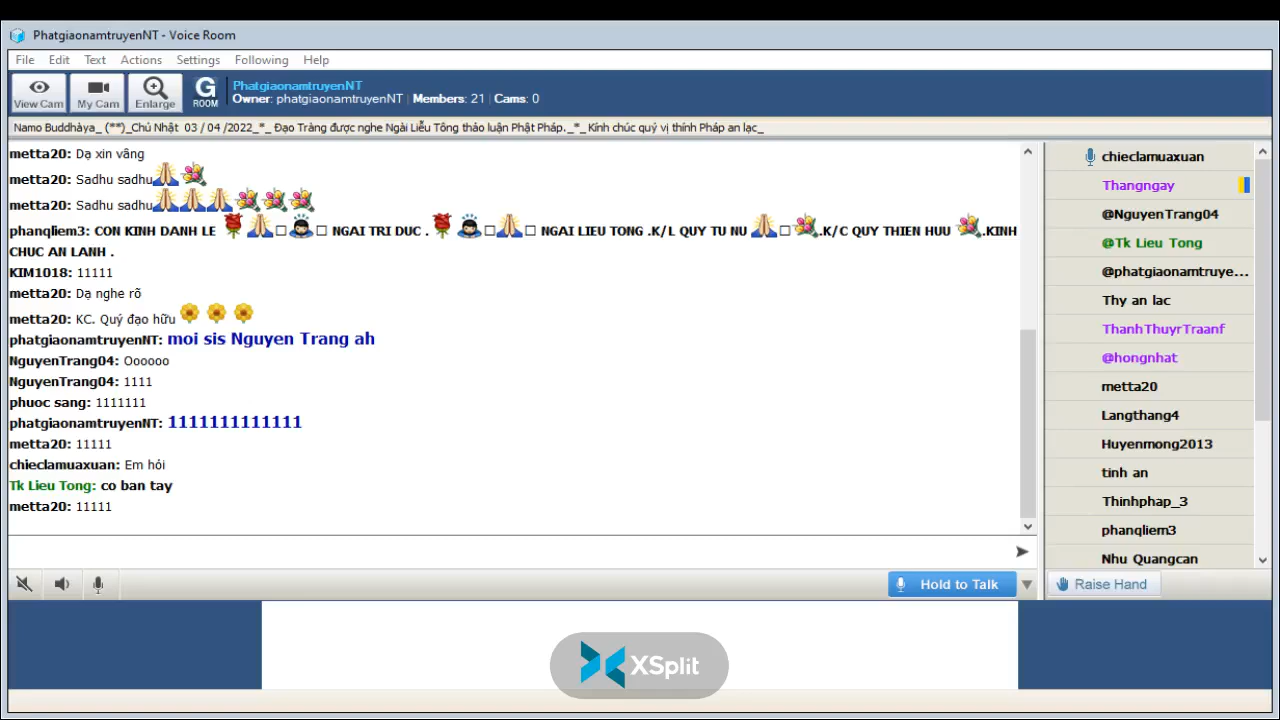 PhatgiaonamtruyenNT - Voice Room
File Edit Text Actions Settings Following Help
View Cam My Cam Enlarge G ROOM
PhatgiaonamtruyenNT
Owner: phatgiaonamtruyenNT | Members: 21 | Cams: 0
Namo Buddhàya_ (**)_Chủ Nhật 03 / 04 /2022_*_ Đạo Tràng được nghe Ngài Liễu Tông thảo luận Phật Pháp._*_ Kính chúc quý vị thính Pháp an lạc_
metta20: Dạ xin vâng
metta20: Sadhu sadhu
metta20: Sadhu sadhu
phanqliem3: CON KINH DANH LE NGAI TRI DUC . NGAI LIEU TONG .K/L QUY TU NU .K/C QUY THIEN HUU .KINH
CHUC AN LANH .
KIM1018: 11111
metta20: Dạ nghe rõ
metta20: KC. Quý đạo hữu
phatgiaonamtruyenNT: moi sis Nguyen Trang ah
NguyenTrang04: Oooooo
NguyenTrang04: 1111
phuoc sang: 1111111
phatgiaonamtruyenNT: 1111111111111
metta20: 11111
chieclamuaxuan: Em hỏi
Tk Lieu Tong: co ban tay
metta20: 11111
chieclamuaxuan
Thangngay
@NguyenTrang04
@Tk Lieu Tong
@phatgiaonamtruye...
Thy an lac
ThanhThuyrTraanf
@hongnhat
metta20
Langthang4
Huyenmong2013
tinh an
Thinhphap_3
phanqliem3
Nhu Quangcan
Hold to Talk
Raise Hand
XSplit